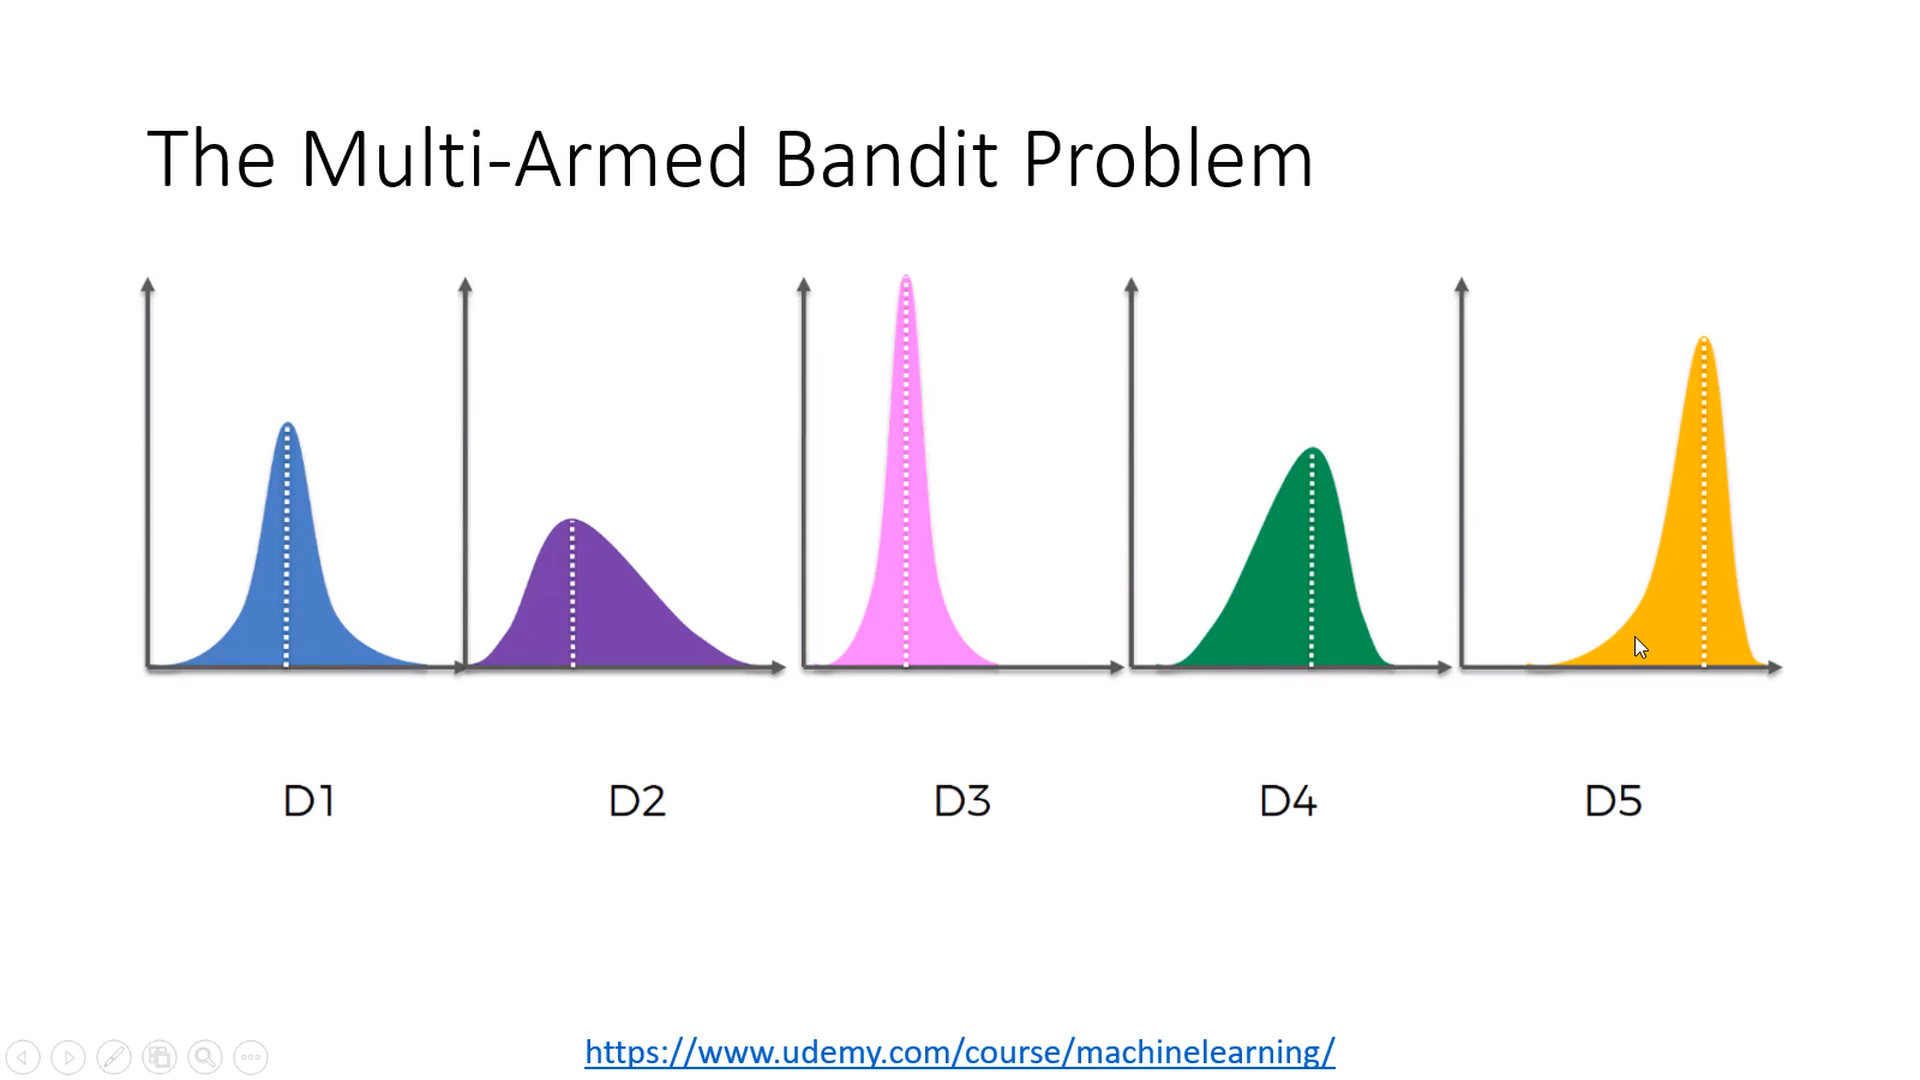 The Multi-Armed Bandit Problem
D1 D2 D3 D4 D5
https://www.udemy.com/course/machinelearning/